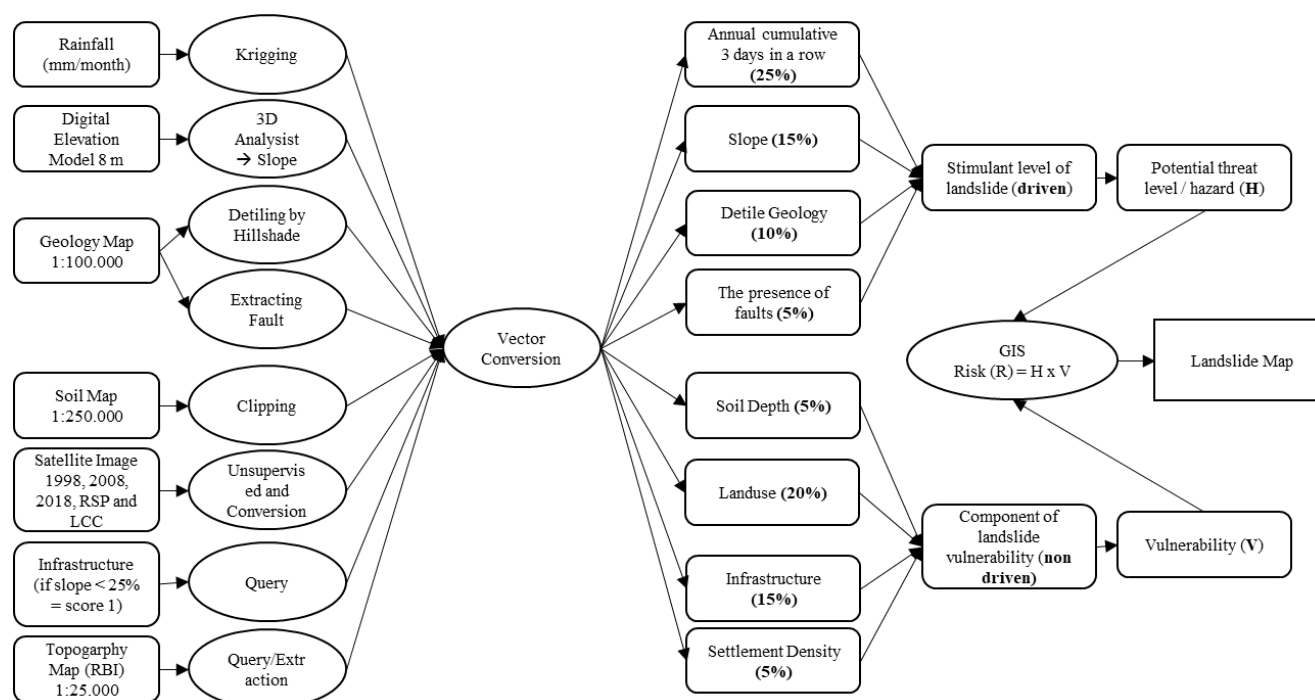 Rainfall
(mm/month)
Krigging
Digital
Elevation
Model 8 m
3D
Analysist
→ Slope
Geology Map
1:100.000
Detiling by
Hillshade
Extracting
Fault
Soil Map
1:250.000
Clipping
Satellite Image
1998, 2008,
2018, RSP and
LCC
Unsupervis
ed and
Conversion
Infrastructure
(if slope < 25%
= score 1)
Query
Topogarphy
Map (RBI)
1:25.000
Query/Extr
action
Vector
Conversion
Annual cumulative
3 days in a row
(25%)
Slope (15%)
Detile Geology
(10%)
The presence of
faults (5%)
Soil Depth (5%)
Landuse (20%)
Infrastructure
(15%)
Settlement Density
(5%)
Stimulant level of
landslide (driven)
Potential threat
level / hazard (H)
Component of
landslide
vulnerability (non
driven)
Vulnerability (V)
GIS
Risk (R) = H x V
Landslide Map